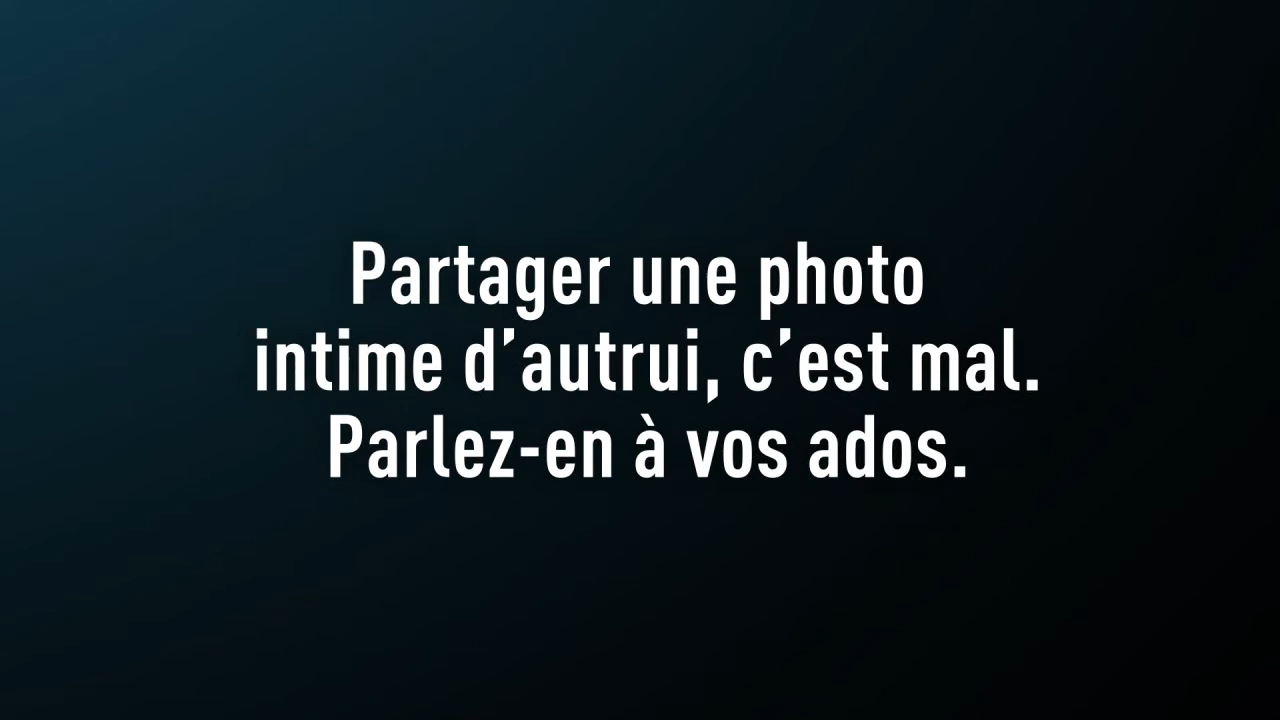 Partager une photo
intime d’autrui, c’est mal.
Parlez-en à vos ados.